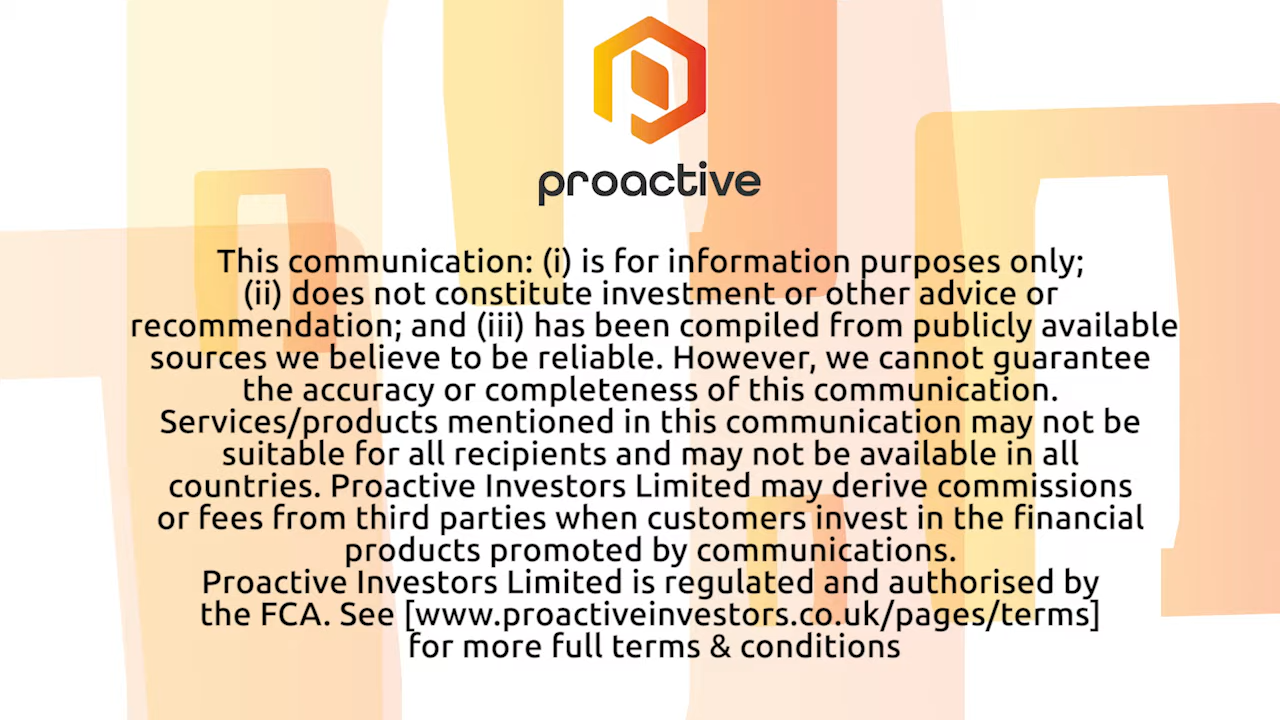 proactive
This communication: (i) is for information purposes only;
(ii) does not constitute investment or other advice or
recommendation; and (iii) has been compiled from publicly available
sources we believe to be reliable. However, we cannot guarantee
the accuracy or completeness of this communication.
Services/products mentioned in this communication may not be
suitable for all recipients and may not be available in all
countries. Proactive Investors Limited may derive commissions
or fees from third parties when customers invest in the financial
products promoted by communications.
Proactive Investors Limited is regulated and authorised by
the FCA. See [www.proactiveinvestors.co.uk/pages/terms]
for more full terms & conditions